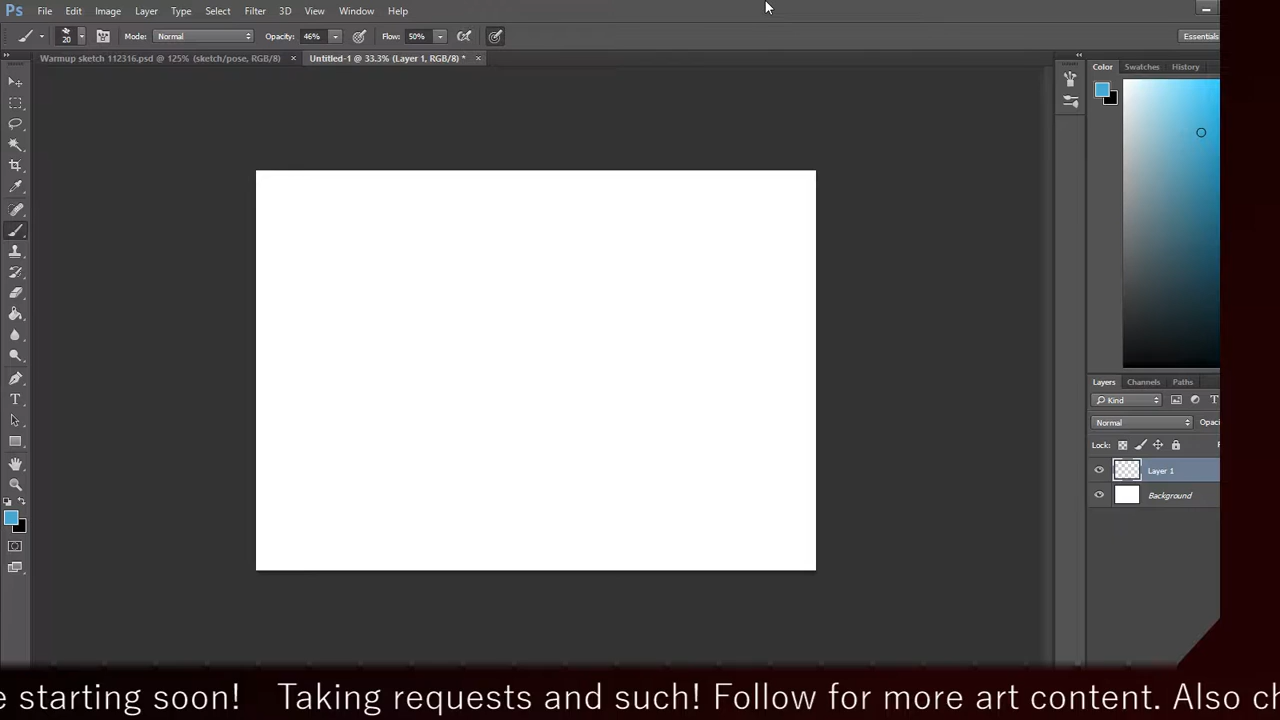 Ps File Edit Image Layer Type Select Filter 3D View Window Help
20 Mode: Normal Opacity: 46% Flow: 50% Essentials
Warmup sketch 112316.psd @ 125% (sketch/pose, RGB/8) × Untitled-1 @ 33.3% (Layer 1, RGB/8) * ×
Color Swatches History
Layers Channels Paths
Kind T
Normal Opac
Lock:
Layer 1
Background
e starting soon! Taking requests and such! Follow for more art content. Also ch